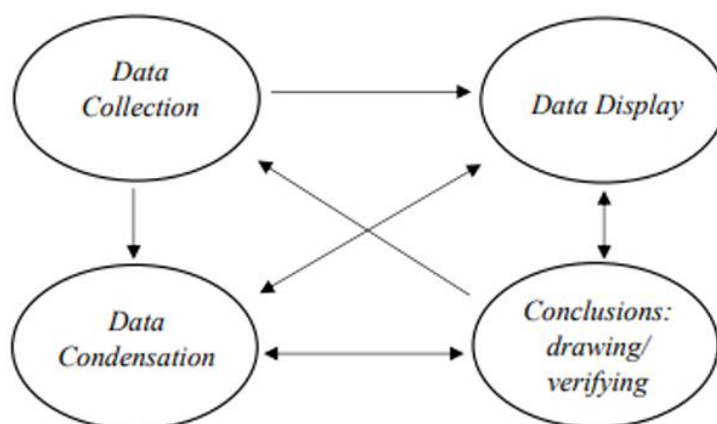 Data
Collection
Data Display
Data
Condensation
Conclusions:
drawing/
verifying